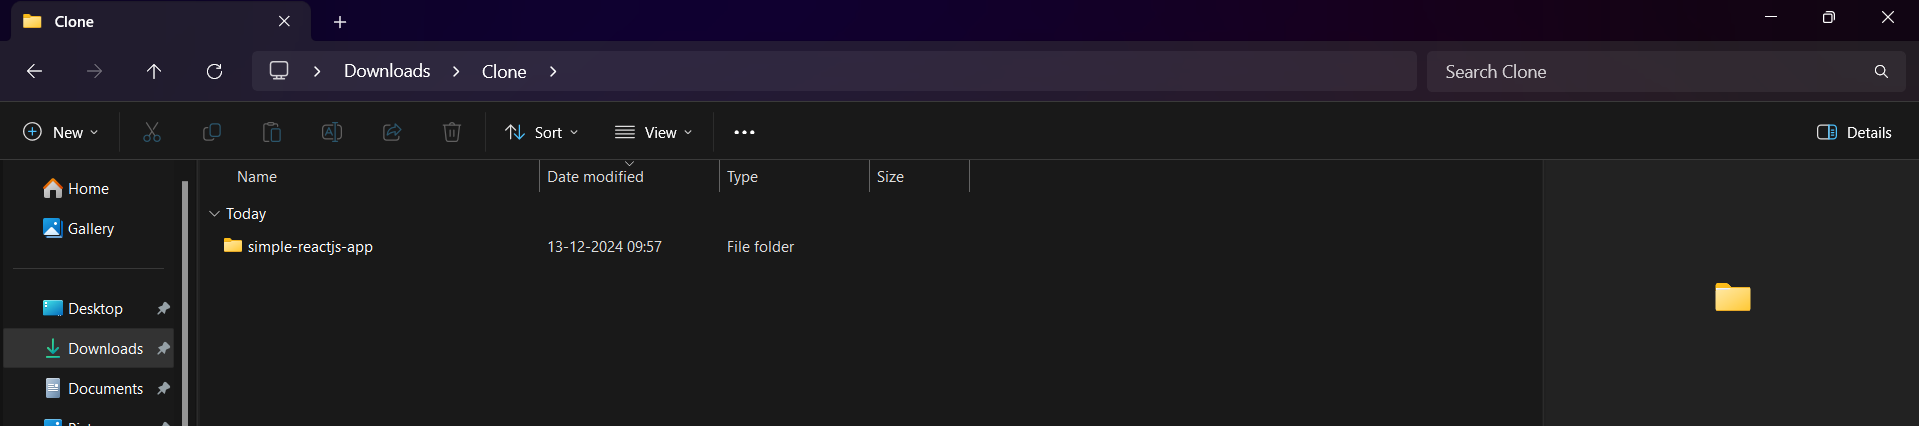 Clone
Downloads Clone
Search Clone
New Sort View Details
Home
Gallery
Desktop
Downloads
Documents
Name Date modified Type Size
Today
simple-reactjs-app 13-12-2024 09:57 File folder